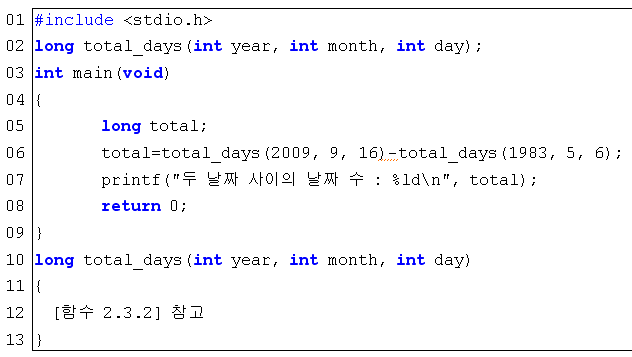 01 #include <stdio.h>
02 long total_days(int year, int month, int day);
03 int main(void)
04 {
05 long total;
06 total=total_days(2009, 9, 16)-total_days(1983, 5, 6);
07 printf("두 날짜 사이의 날짜 수 : %ld\n", total);
08 return 0;
09 }
10 long total_days(int year, int month, int day)
11 {
12 [함수 2.3.2] 참고
13 }